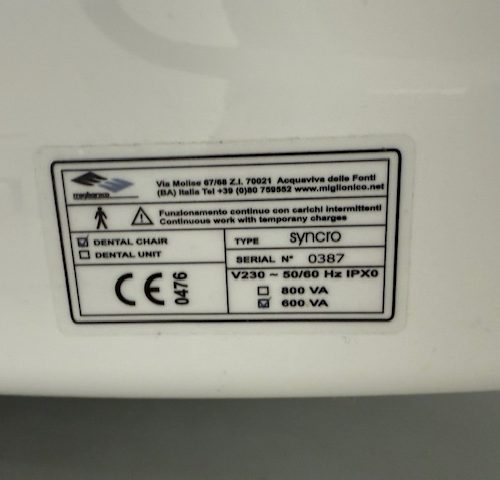 miglionico
Via Molise 67/68 Z.I. 70021 Acquaviva delle Fonti
(BA) Italia Tel +39 (0)80 759552 www.miglionico.net
Funzionamento continuo con carichi intermittenti
Continuous work with temporany charges
DENTAL CHAIR
DENTAL UNIT
TYPE syncro
SERIAL N° 0387
CE 0476
V230 ~ 50/60 Hz IPX0
800 VA
600 VA